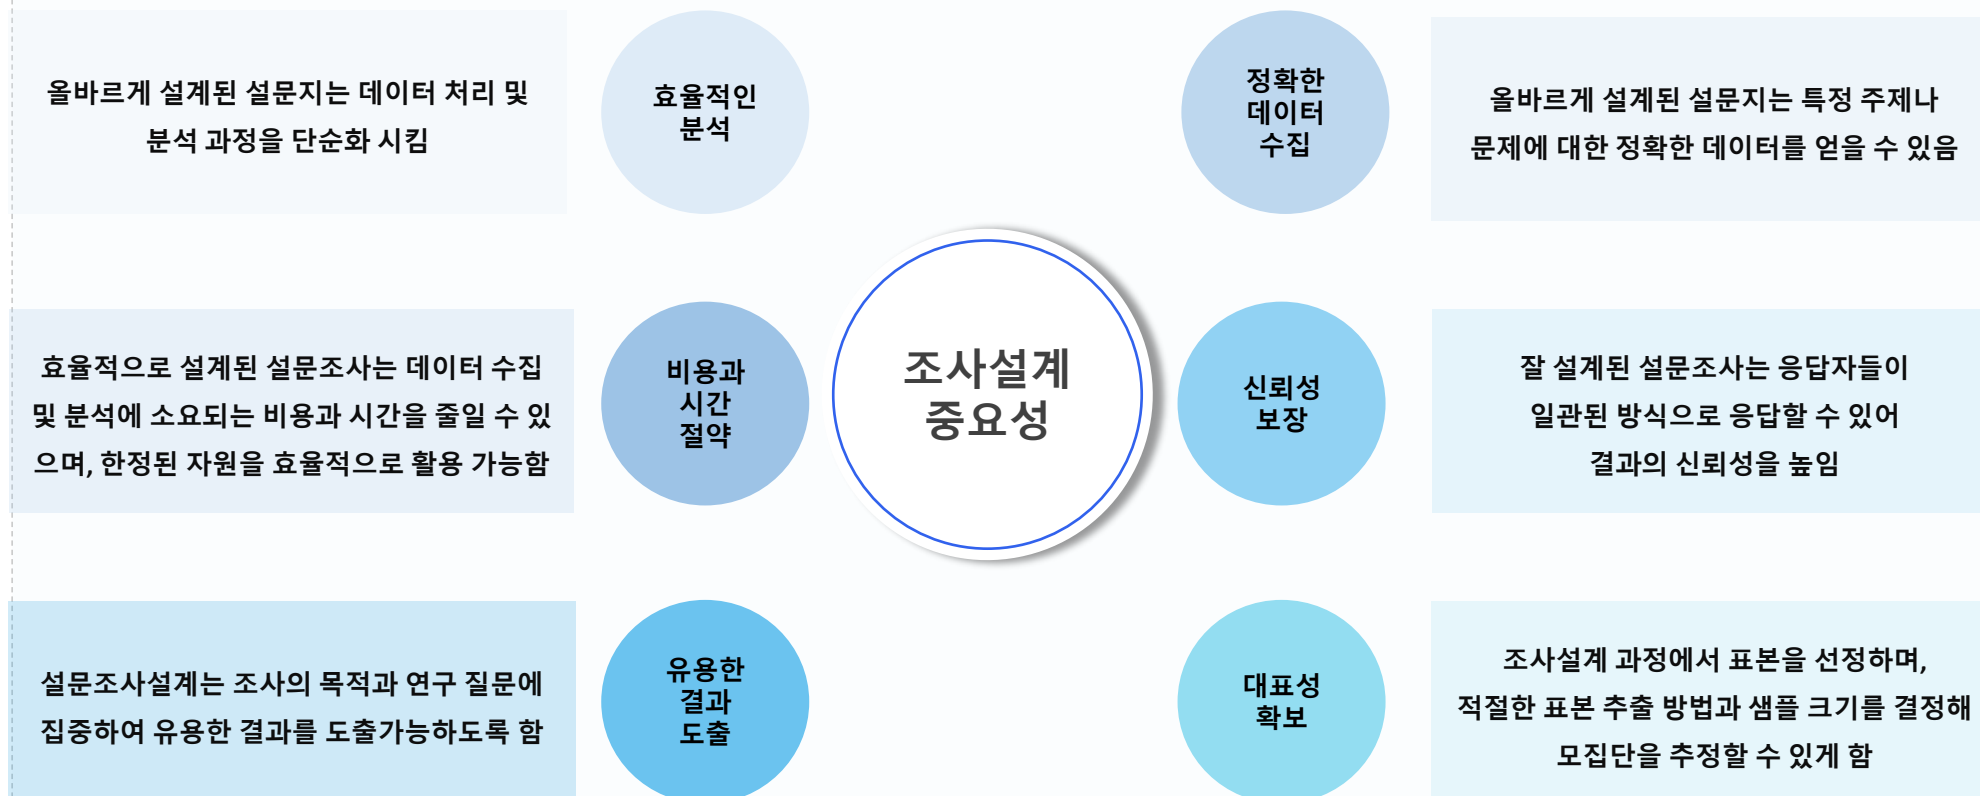 올바르게 설계된 설문지는 데이터 처리 및
분석 과정을 단순화 시킴
효율적인
분석
정확한
데이터
수집
올바르게 설계된 설문지는 특정 주제나
문제에 대한 정확한 데이터를 얻을 수 있음
효율적으로 설계된 설문조사는 데이터 수집
및 분석에 소요되는 비용과 시간을 줄일 수 있
으며, 한정된 자원을 효율적으로 활용 가능함
비용과
시간
절약
조사설계
중요성
신뢰성
보장
잘 설계된 설문조사는 응답자들이
일관된 방식으로 응답할 수 있어
결과의 신뢰성을 높임
설문조사설계는 조사의 목적과 연구 질문에
집중하여 유용한 결과를 도출가능하도록 함
유용한
결과
도출
대표성
확보
조사설계 과정에서 표본을 선정하며,
적절한 표본 추출 방법과 샘플 크기를 결정해
모집단을 추정할 수 있게 함